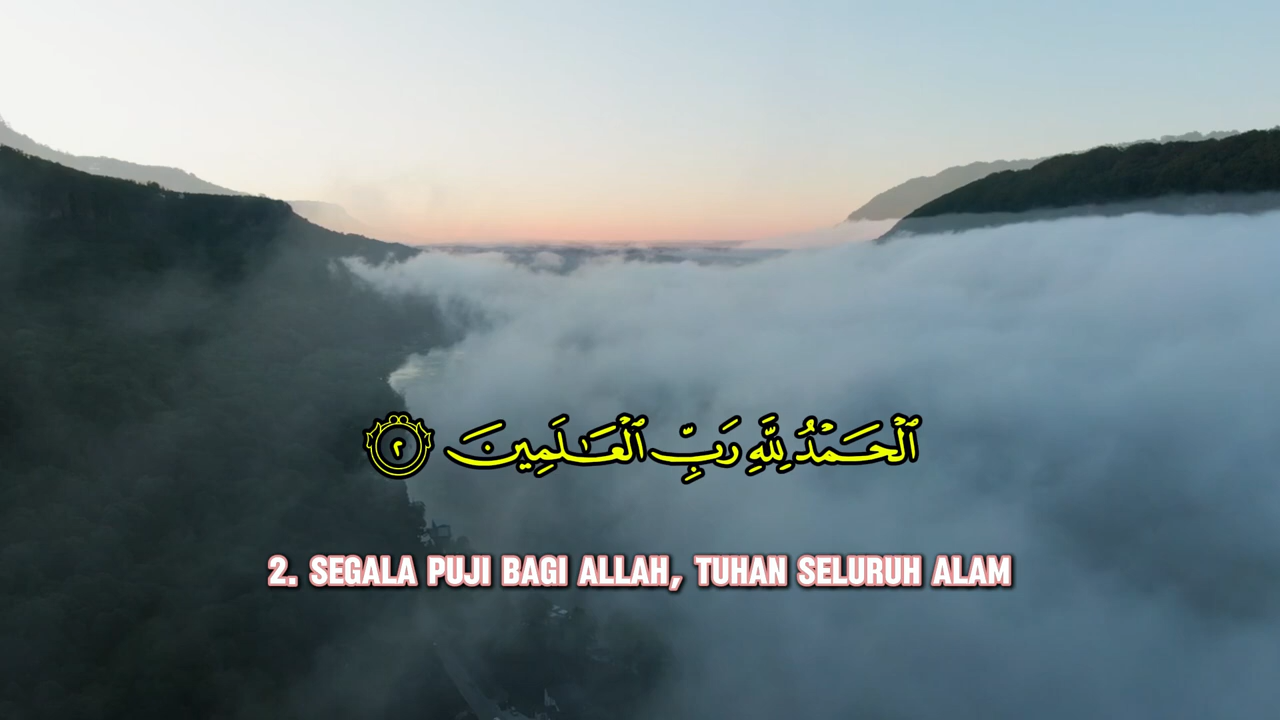 ٱلْحَمْدُ لِلَّهِ رَبِّ ٱلْعَـٰلَمِينَ ٢
2. SEGALA PUJI BAGI ALLAH, TUHAN SELURUH ALAM